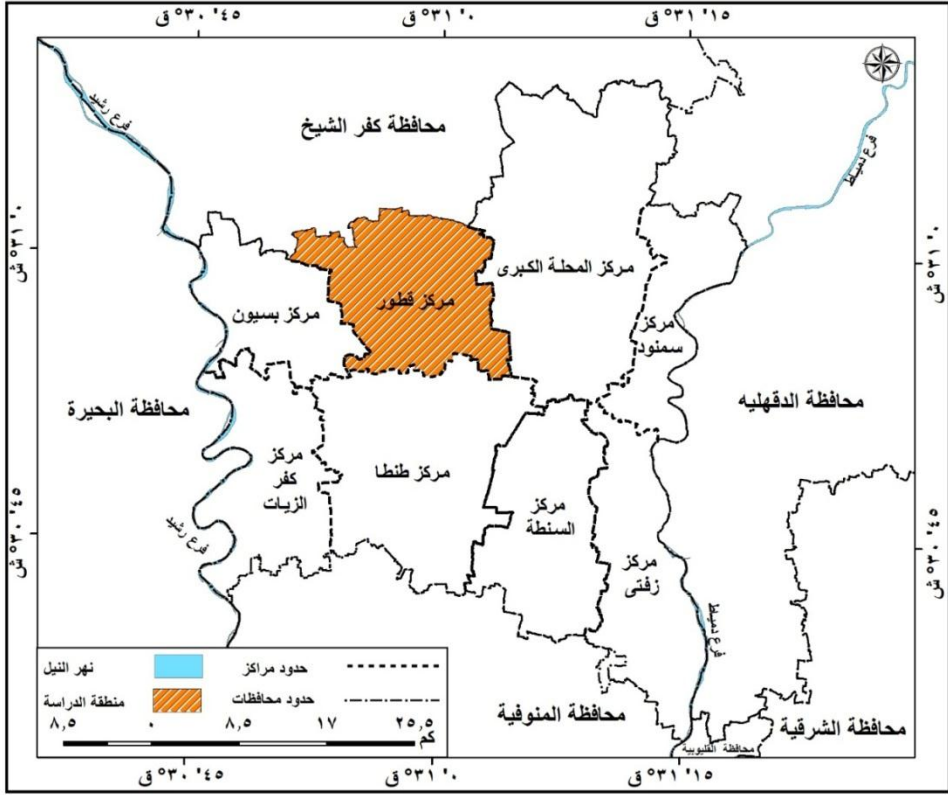 ٤٥' ٣٠° ق
٠' ٣١° ق
١٥' ٣١° ق
فرع رشيد
محافظة كفر الشيخ
فرع دمياط
٠' ٣١° ش
٠' ٣١° ش
مركز المحلة الكبرى
مركز قطور
مركز بسيون
مركز
سمنود
محافظة البحيرة
محافظة الدقهليه
مركز
كفر
الزيات
مركز طنطا
مركز
السنطة
مركز
زفتى
فرع رشيد
فرع دمياط
٤٥' ٣٠° ش
٤٥' ٣٠° ش
حدود مراكز
نهر النيل
حدود محافظات
منطقة الدراسة
٨,٥ ٠ ٨,٥ ١٧ ٢٥,٥
كم
محافظة المنوفية
محافظة الشرقية
محافظة القليوبية
٤٥' ٣٠° ق
٠' ٣١° ق
١٥' ٣١° ق